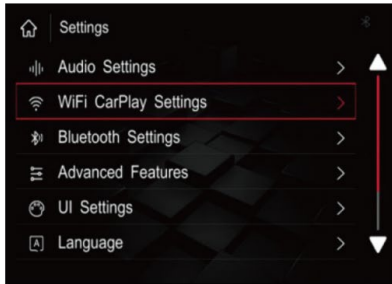 Settings
Audio Settings
WiFi CarPlay Settings
Bluetooth Settings
Advanced Features
UI Settings
A Language